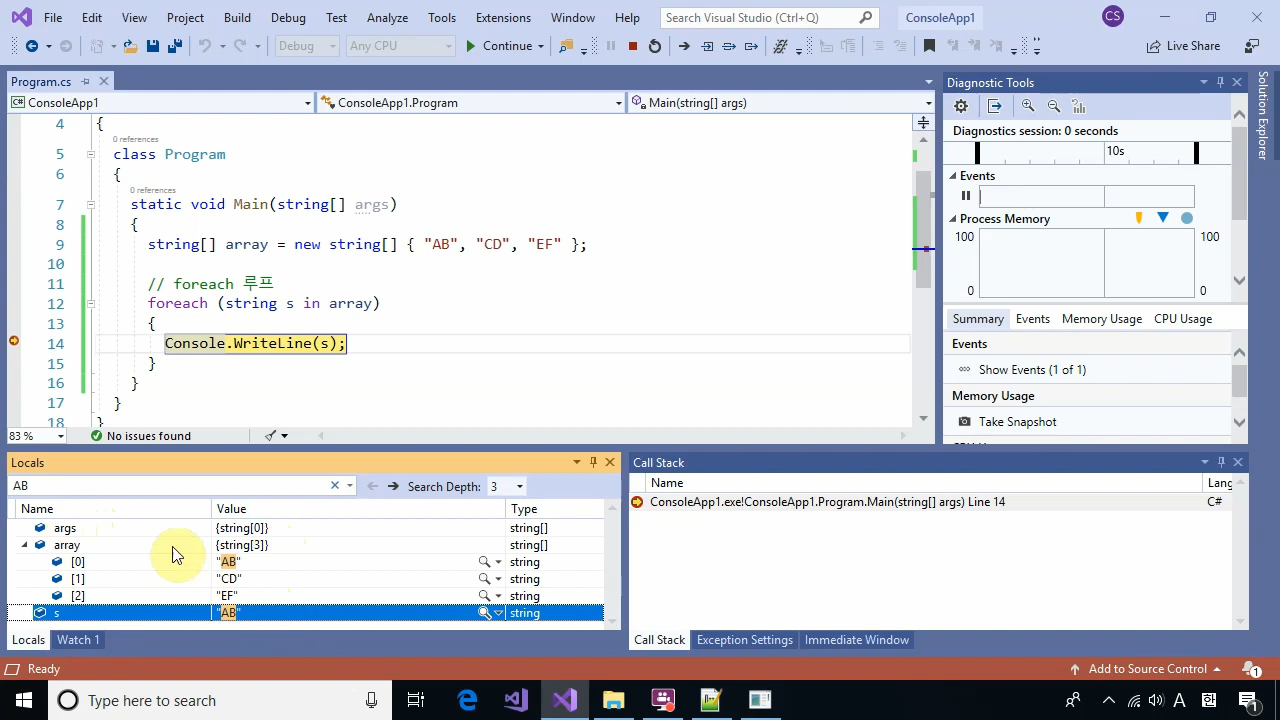 File Edit View Project Build Debug Test Analyze Tools Extensions Window Help Search Visual Studio (Ctrl+Q) ConsoleApp1 CS
Debug Any CPU Continue Live Share
Program.cs
ConsoleApp1 ConsoleApp1.Program Main(string[] args)
4 {
0 references
5 class Program
6 {
0 references
7 static void Main(string[] args)
8 {
9 string[] array = new string[] { "AB", "CD", "EF" };
10
11 // foreach 루프
12 foreach (string s in array)
13 {
14 Console.WriteLine(s);
15 }
16 }
17 }
18 }
83 % No issues found
Diagnostic Tools
Diagnostics session: 0 seconds
10s
Events
Process Memory
100 100
0 0
Summary Events Memory Usage CPU Usage
Events
Show Events (1 of 1)
Memory Usage
Take Snapshot
Solution Explorer
Locals
AB Search Depth: 3
Name Value Type
args {string[0]} string[]
array {string[3]} string[]
[0] "AB" string
[1] "CD" string
[2] "EF" string
s "AB" string
Locals Watch 1
Call Stack
Name Lang
ConsoleApp1.exe!ConsoleApp1.Program.Main(string[] args) Line 14 C#
Call Stack Exception Settings Immediate Window
Ready Add to Source Control 1
Type here to search A 1